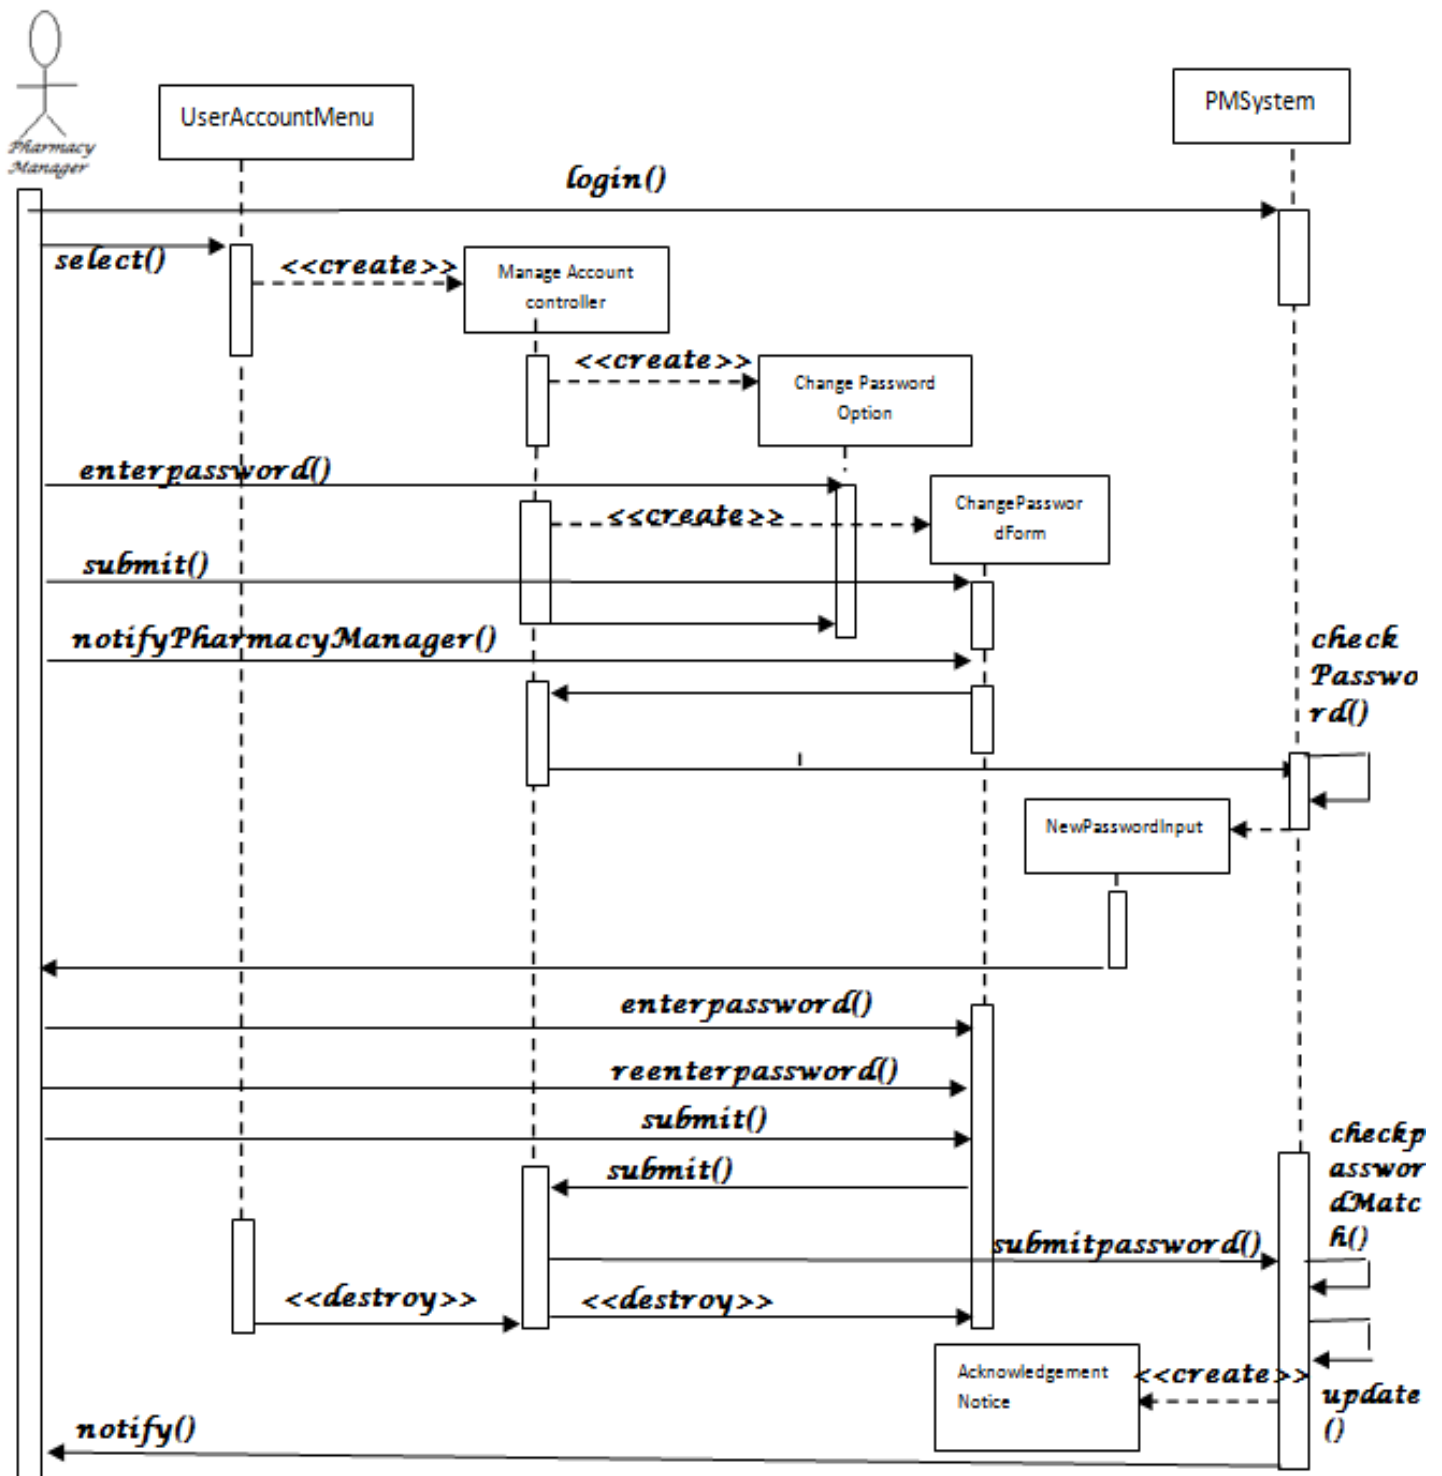 Pharmacy
Manager
UserAccountMenu
PMSystem
login()
select()
<<create>>
Manage Account
controller
<<create>>
Change Password
Option
enterpassword()
<<create>>
ChangePasswor
dForm
submit()
notifyPharmacyManager()
check
Passwo
rd()
NewPasswordInput
enterpassword()
reenterpassword()
submit()
submit()
checkp
asswor
dMatc
h()
submitpassword()
<<destroy>>
<<destroy>>
Acknowledgement
Notice
<<create>>
update
()
notify()